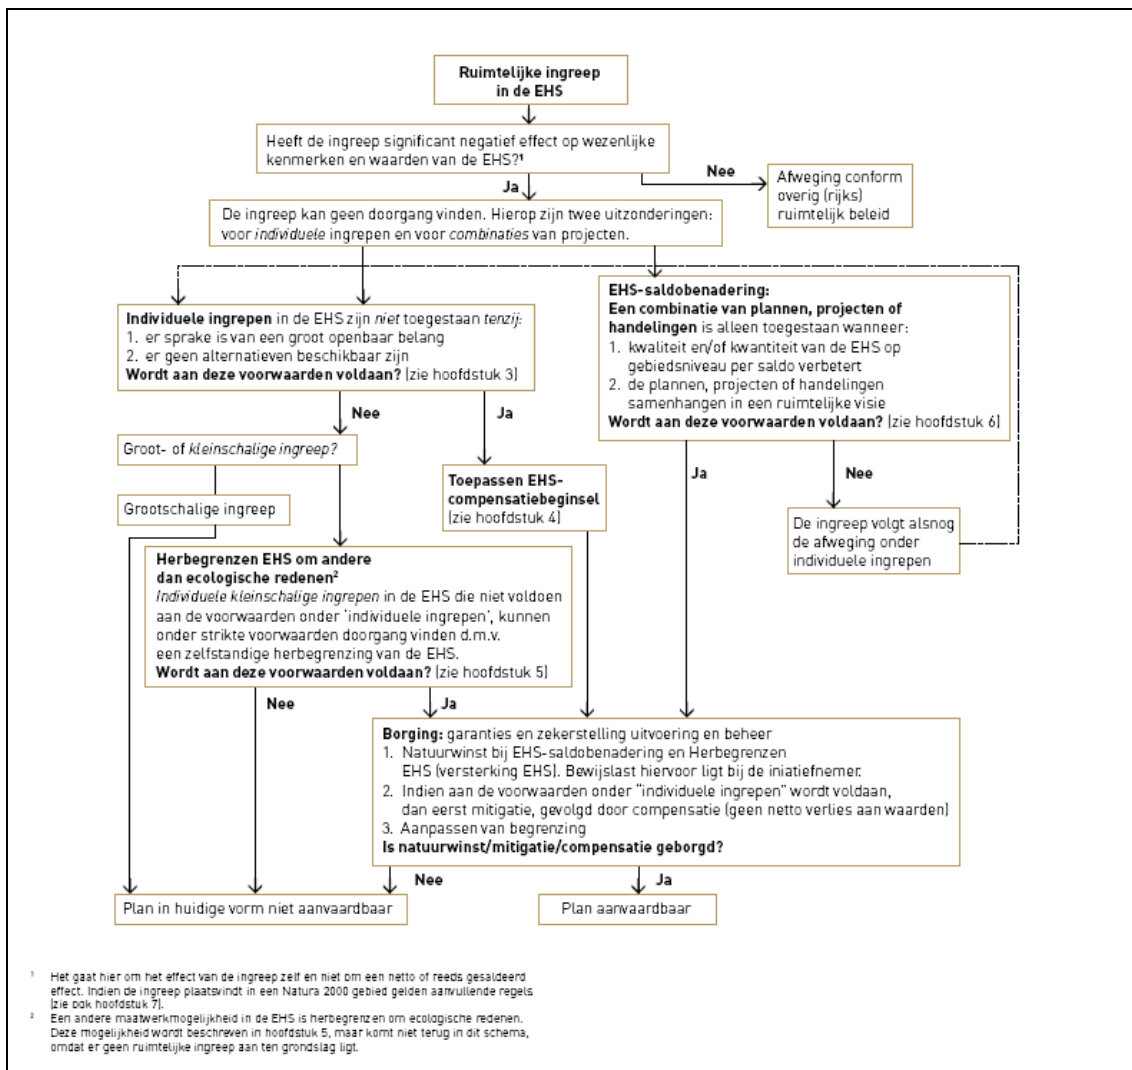 Ruimtelijke ingreep
in de EHS
Heeft de ingreep significant negatief effect op wezenlijke
kenmerken en waarden van de EHS?¹
Nee
Ja
Afweging conform
overig (rijks)
ruimtelijk beleid
De ingreep kan geen doorgang vinden. Hierop zijn twee uitzonderingen:
voor individuele ingrepen en voor combinaties van projecten.
Individuele ingrepen in de EHS zijn niet toegestaan tenzij:
1. er sprake is van een groot openbaar belang
2. er geen alternatieven beschikbaar zijn
Wordt aan deze voorwaarden voldaan? (zie hoofdstuk 3)
EHS-saldobenadering:
Een combinatie van plannen, projecten of
handelingen is alleen toegestaan wanneer:
1. kwaliteit en/of kwantiteit van de EHS op
gebiedsniveau per saldo verbetert
2. de plannen, projecten of handelingen
samenhangen in een ruimtelijke visie
Wordt aan deze voorwaarden voldaan? (zie hoofdstuk 6)
Nee
Ja
Groot- of kleinschalige ingreep?
Grootschalige ingreep
Toepassen EHS-
compensatiebeginsel
(zie hoofdstuk 4)
Ja
Nee
De ingreep volgt alsnog
de afweging onder
individuele ingrepen
Herbegrenzen EHS om andere
dan ecologische redenen²
Individuele kleinschalige ingrepen in de EHS die niet voldoen
aan de voorwaarden onder 'individuele ingrepen', kunnen
onder strikte voorwaarden doorgang vinden d.m.v.
een zelfstandige herbegrenzing van de EHS.
Wordt aan deze voorwaarden voldaan? (zie hoofdstuk 5)
Nee
Ja
Borging: garanties en zekerstelling uitvoering en beheer
1. Natuurwinst bij EHS-saldobenadering en Herbegrenzen
EHS (versterking EHS). Bewijslast hiervoor ligt bij de iniatiefnemer.
2. Indien aan de voorwaarden onder "individuele ingrepen" wordt voldaan,
dan eerst mitigatie, gevolgd door compensatie (geen netto verlies aan waarden)
3. Aanpassen van begrenzing
Is natuurwinst/mitigatie/compensatie geborgd?
Nee
Ja
Plan in huidige vorm niet aanvaardbaar
Plan aanvaardbaar
¹ Het gaat hier om het effect van de ingreep zelf en niet om een netto of reeds gesaldeerd
effect. Indien de ingreep plaatsvindt in een Natura 2000 gebied gelden aanvullende regels
(zie ook hoofdstuk 7).
² Een andere maatwerkmogelijkheid in de EHS is herbegrenzen om ecologische redenen.
Deze mogelijkheid wordt beschreven in hoofdstuk 5, maar komt niet terug in dit schema,
omdat er geen ruimtelijke ingreep aan ten grondslag ligt.